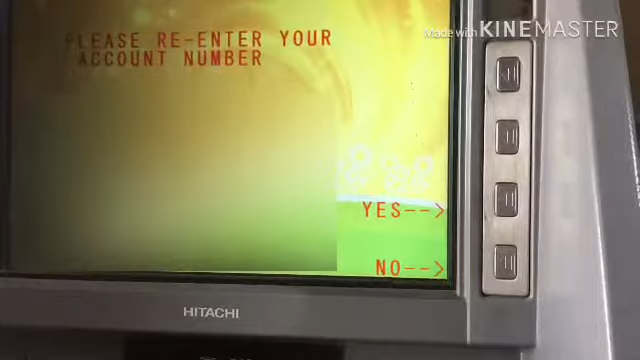 Made with KINEMASTER
PLEASE RE-ENTER YOUR
ACCOUNT NUMBER
YES-->
NO-->
HITACHI